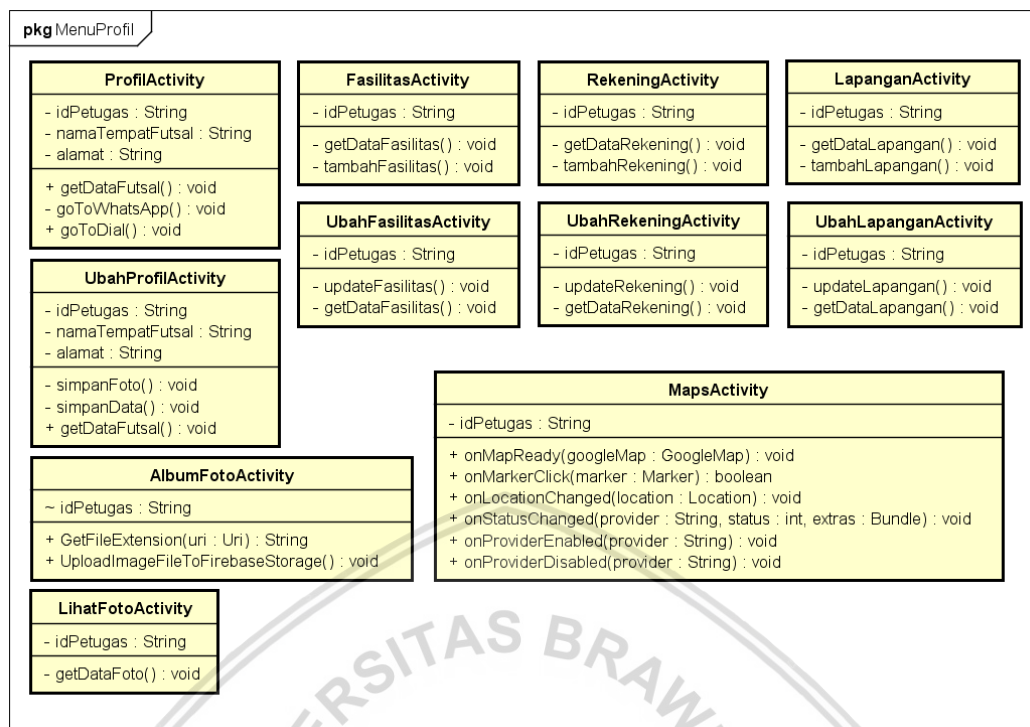 pkg MenuProfil
ProfilActivity
- idPetugas : String
- namaTempatFutsal : String
- alamat : String
+ getDataFutsal() : void
- goToWhatsApp() : void
+ goToDial() : void
FasilitasActivity
- idPetugas : String
- getDataFasilitas() : void
- tambahFasilitas() : void
RekeningActivity
- idPetugas : String
- getDataRekening() : void
- tambahRekening() : void
LapanganActivity
- idPetugas : String
- getDataLapangan() : void
- tambahLapangan() : void
UbahProfilActivity
- idPetugas : String
- namaTempatFutsal : String
- alamat : String
- simpanFoto() : void
- simpanData() : void
+ getDataFutsal() : void
UbahFasilitasActivity
- idPetugas : String
- updateFasilitas() : void
- getDataFasilitas() : void
UbahRekeningActivity
- idPetugas : String
- updateRekening() : void
- getDataRekening() : void
UbahLapanganActivity
- idPetugas : String
- updateLapangan() : void
- getDataLapangan() : void
AlbumFotoActivity
~ idPetugas : String
+ GetFileExtension(uri : Uri) : String
+ UploadImageFileToFirebaseStorage() : void
MapsActivity
- idPetugas : String
+ onMapReady(googleMap : GoogleMap) : void
+ onMarkerClick(marker : Marker) : boolean
+ onLocationChanged(location : Location) : void
+ onStatusChanged(provider : String, status : int, extras : Bundle) : void
+ onProviderEnabled(provider : String) : void
+ onProviderDisabled(provider : String) : void
LihatFotoActivity
- idPetugas : String
- getDataFoto() : void
ERSITAS BRAW